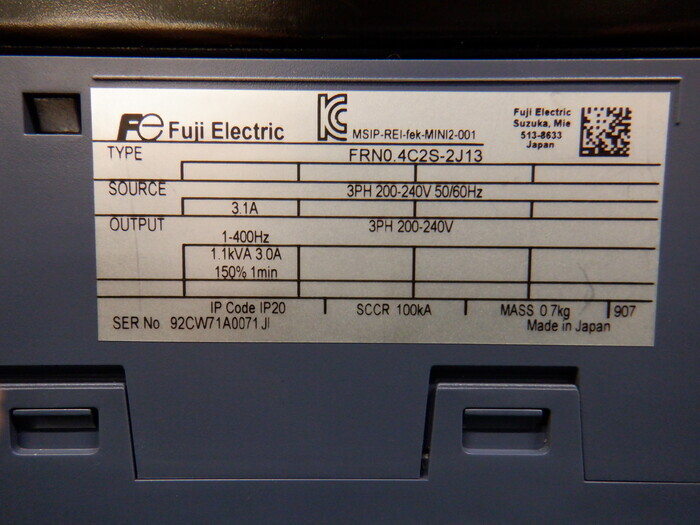 Fe Fuji Electric
MSIP-REI-fek-MINI2-001
Fuji Electric
Suzuka, Mie
513-8633
Japan
TYPE FRN0.4C2S-2J13
SOURCE 3PH 200-240V 50/60Hz
3.1A
OUTPUT 3PH 200-240V
1-400Hz
1.1kVA 3.0A
150% 1min
IP Code IP20 SCCR 100kA MASS 0.7kg 907
SER No 92CW71A0071 JI Made in Japan